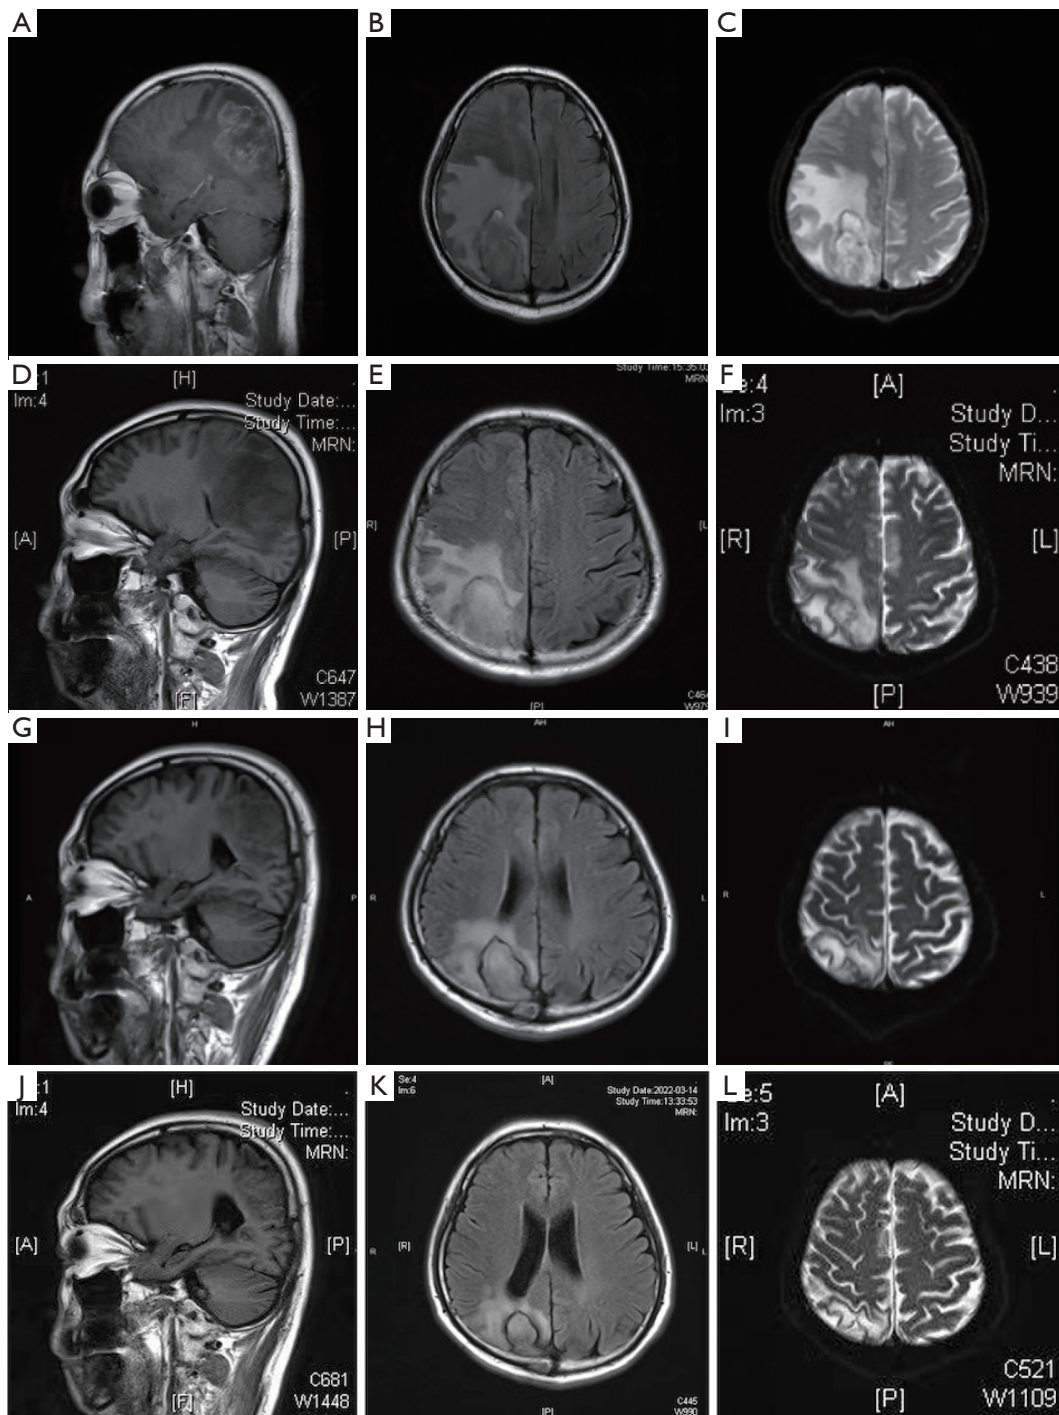 A
B
C
D
:1
Im:4
[H]
Study Date:...
Study Time:...
MRN:
[A]
[P]
[F]
C647
W1387
E
Study Time:15:35:03
MRN
R]
[L
[P]
C464
W979
F
Se:4
Im:3
[A]
Study D...
Study Ti...
MRN:
[R]
[L]
C438
W939
[P]
G
H
A
P
H
AH
R
L
I
AH
R
L
J
:1
Im:4
[H]
Study Date:...
Study Time:...
MRN:
[A]
[P]
[F]
C681
W1448
K
Se:4
Im:6
[A]
Study Date:2022-03-14
Study Time:13:33:53
MRN:
R
[R]
[L]
L
[P]
C445
W990
L
Se:5
Im:3
[A]
Study D...
Study Ti...
MRN:
[R]
[L]
C521
W1109
[P]